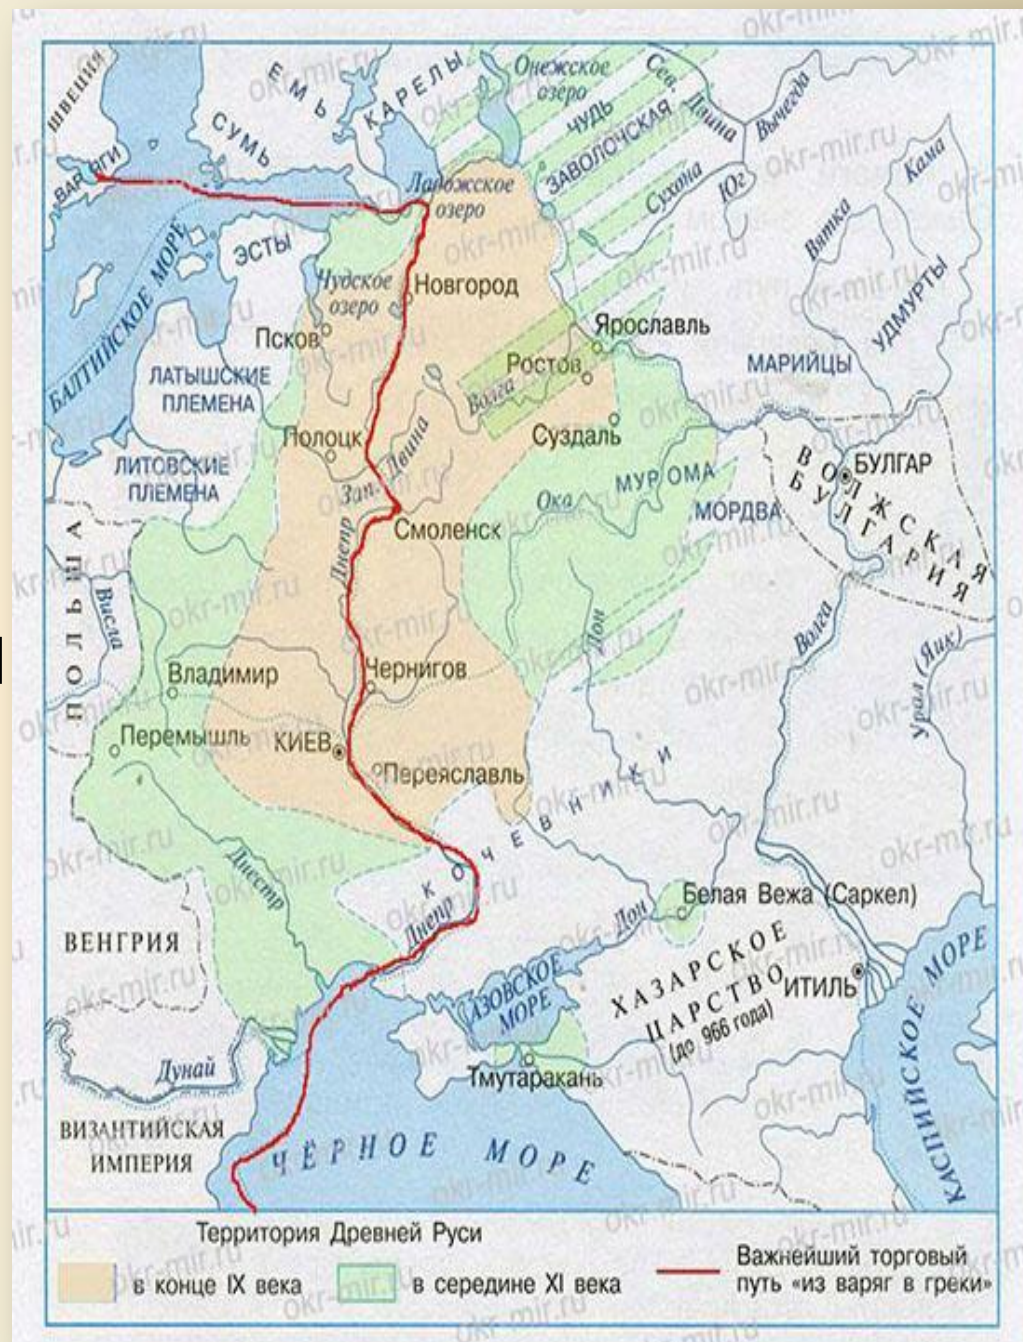 ШВЕЦИЯ
ВАРЯГИ
СУМЬ
ЕМЬ
КАРЕЛЫ
Онежское
озеро
ЧУДЬ
ЗАВОЛОЧСКАЯ
Сев. Двина
Вычегда
Сухона
Юг
Кама
Вятка
Ладожское
озеро
ЭСТЫ
Чудское
озеро
Новгород
УДМУРТЫ
БАЛТИЙСКОЕ МОРЕ
Псков
Ярославль
Ростов
МАРИЙЦЫ
ЛАТЫШСКИЕ
ПЛЕМЕНА
Волга
Полоцк
Зап. Двина
Суздаль
ЛИТОВСКИЕ
ПЛЕМЕНА
МУРОМА
Ока
МОРДВА
БУЛГАР
ВОЛЖСКАЯ
БУЛГАРИЯ
Смоленск
Днепр
ПОЛЬША
Висла
Дон
Волга
Урал (Яик)
Владимир
Чернигов
Перемышль
КИЕВ
Переяславль
КОЧЕВНИКИ
Днестр
Днепр
Дон
Белая Вежа (Саркел)
ВЕНГРИЯ
ХАЗАРСКОЕ
ЦАРСТВО
(до 966 года)
ИТИЛЬ
АЗОВСКОЕ
МОРЕ
КАСПИЙСКОЕ МОРЕ
Дунай
Тмутаракань
ВИЗАНТИЙСКАЯ
ИМПЕРИЯ
ЧЁРНОЕ МОРЕ
Территория Древней Руси
в конце IX века
в середине XI века
Важнейший торговый
путь «из варяг в греки»
okr-mir.ru